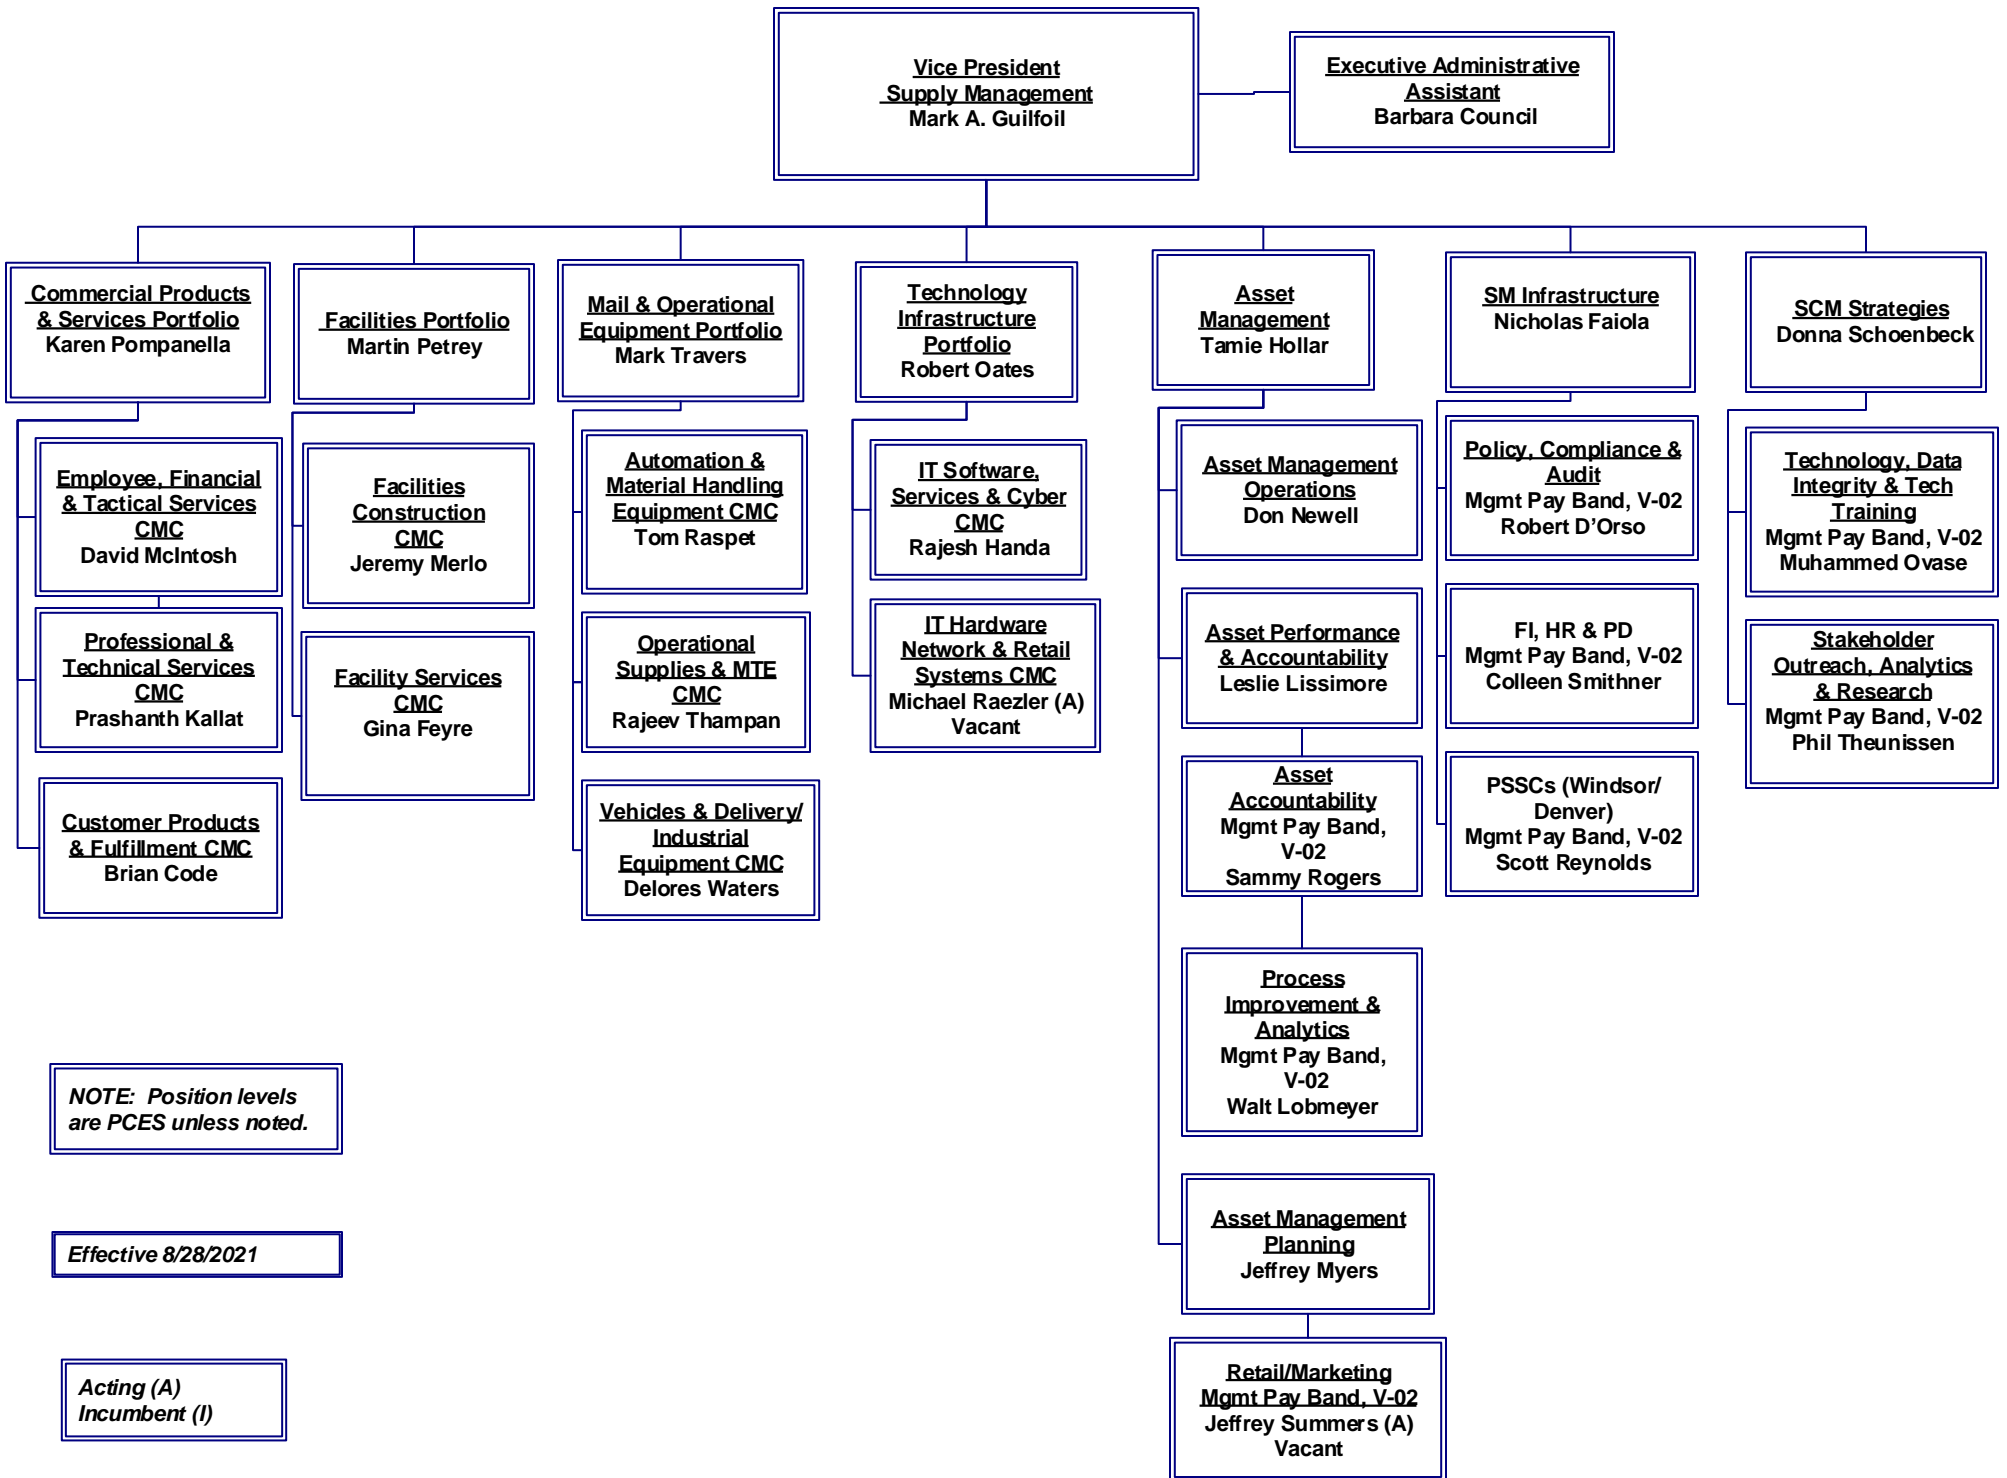 Vice President
Supply Management
Mark A. Guilfoil
Executive Administrative
Assistant
Barbara Council
Commercial Products
& Services Portfolio
Karen Pompanella
Facilities Portfolio
Martin Petrey
Mail & Operational
Equipment Portfolio
Mark Travers
Technology
Infrastructure
Portfolio
Robert Oates
Asset
Management
Tamie Hollar
SM Infrastructure
Nicholas Faiola
SCM Strategies
Donna Schoenbeck
Employee, Financial
& Tactical Services
CMC
David McIntosh
Professional &
Technical Services
CMC
Prashanth Kallat
Customer Products
& Fulfillment CMC
Brian Code
Facilities
Construction
CMC
Jeremy Merlo
Facility Services
CMC
Gina Feyre
Automation &
Material Handling
Equipment CMC
Tom Raspet
Operational
Supplies & MTE
CMC
Rajeev Thampan
Vehicles & Delivery/
Industrial
Equipment CMC
Delores Waters
IT Software,
Services & Cyber
CMC
Rajesh Handa
IT Hardware
Network & Retail
Systems CMC
Michael Raezler (A)
Vacant
Asset Management
Operations
Don Newell
Asset Performance
& Accountability
Leslie Lissimore
Asset
Accountability
Mgmt Pay Band,
V-02
Sammy Rogers
Process
Improvement &
Analytics
Mgmt Pay Band,
V-02
Walt Lobmeyer
Asset Management
Planning
Jeffrey Myers
Retail/Marketing
Mgmt Pay Band, V-02
Jeffrey Summers (A)
Vacant
Policy, Compliance &
Audit
Mgmt Pay Band, V-02
Robert D’Orso
FI, HR & PD
Mgmt Pay Band, V-02
Colleen Smithner
PSSCs (Windsor/
Denver)
Mgmt Pay Band, V-02
Scott Reynolds
Technology, Data
Integrity & Tech
Training
Mgmt Pay Band, V-02
Muhammed Ovase
Stakeholder
Outreach, Analytics
& Research
Mgmt Pay Band, V-02
Phil Theunissen
NOTE: Position levels
are PCES unless noted.
Effective 8/28/2021
Acting (A)
Incumbent (I)